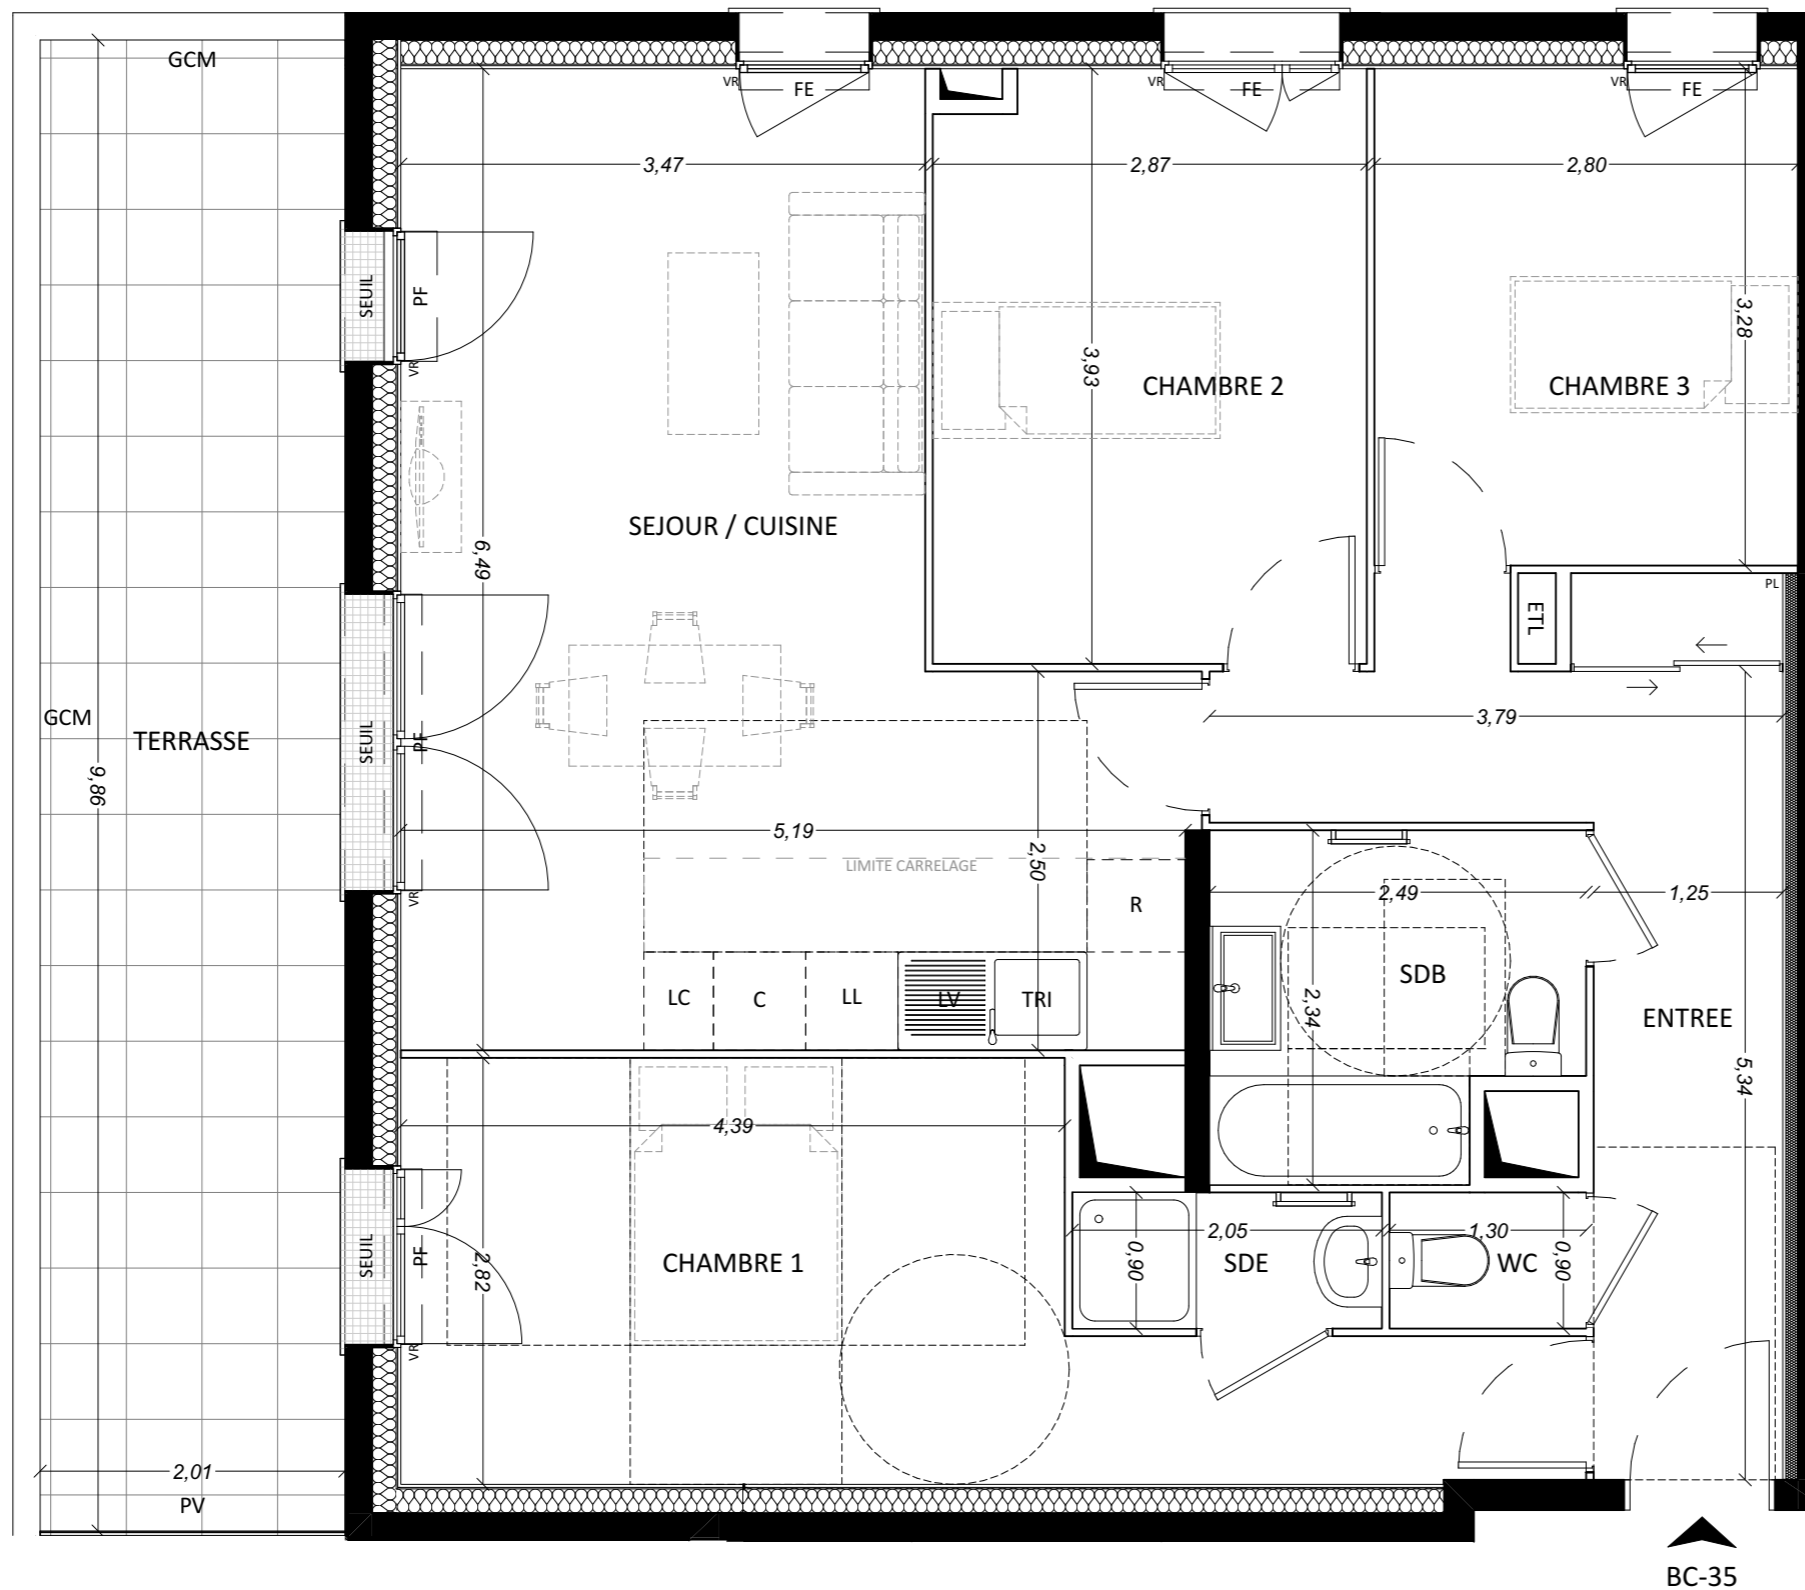 GCM
VR
FE
VR
FE
VR
FE
3,47
2,87
2,80
SEUIL
PF
VR
3,93
3,28
CHAMBRE 2
CHAMBRE 3
SEJOUR / CUISINE
6,49
PL
ETL
GCM
TERRASSE
9,86
SEUIL
PF
VR
3,79
5,19
LIMITE CARRELAGE
2,50
R
2,49
1,25
SDB
2,34
LC
C
LL
LV
TRI
ENTREE
5,34
4,39
SEUIL
PF
VR
2,82
CHAMBRE 1
2,05
0,90
SDE
1,30
0,90
WC
2,01
PV
BC-35